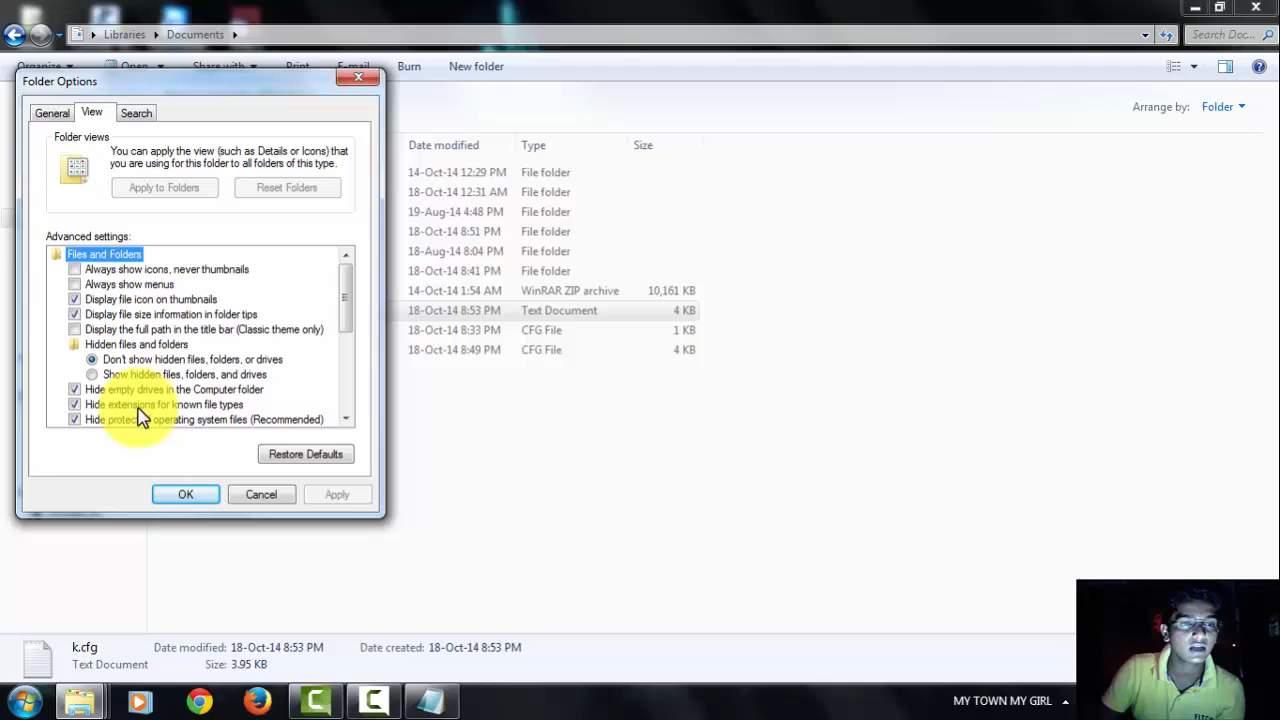 Libraries Documents
Search Doc...
Organize Open Share with Print E-mail Burn New folder
Folder Options
General View Search
Arrange by: Folder
Folder views
You can apply the view (such as Details or Icons) that
you are using for this folder to all folders of this type.
Apply to Folders Reset Folders
Date modified Type Size
14-Oct-14 12:29 PM File folder
18-Oct-14 12:31 AM File folder
19-Aug-14 4:48 PM File folder
18-Oct-14 8:51 PM File folder
18-Aug-14 8:04 PM File folder
18-Oct-14 8:41 PM File folder
14-Oct-14 1:54 AM WinRAR ZIP archive 10,161 KB
18-Oct-14 8:53 PM Text Document 4 KB
18-Oct-14 8:33 PM CFG File 1 KB
18-Oct-14 8:49 PM CFG File 4 KB
Advanced settings:
Files and Folders
Always show icons, never thumbnails
Always show menus
Display file icon on thumbnails
Display file size information in folder tips
Display the full path in the title bar (Classic theme only)
Hidden files and folders
Don't show hidden files, folders, or drives
Show hidden files, folders, and drives
Hide empty drives in the Computer folder
Hide extensions for known file types
Hide protected operating system files (Recommended)
Restore Defaults
OK Cancel Apply
k.cfg Date modified: 18-Oct-14 8:53 PM Date created: 18-Oct-14 8:53 PM
Text Document Size: 3.95 KB
MY TOWN MY GIRL